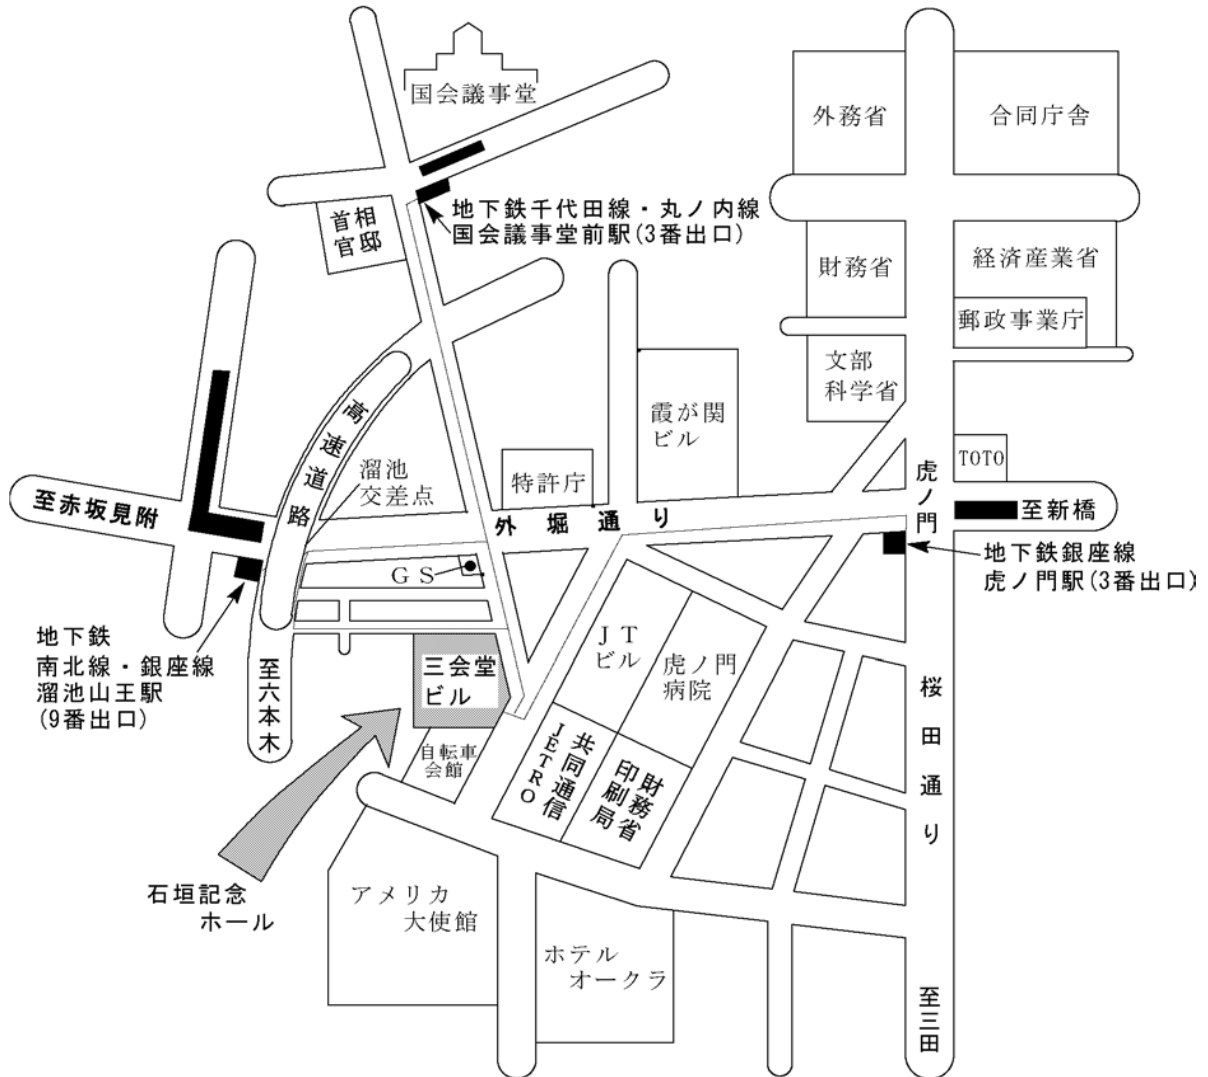 国会議事堂
外務省
合同庁舎
首相
官邸
地下鉄千代田線・丸ノ内線
国会議事堂前駅(3番出口)
財務省
経済産業省
郵政事業庁
文部
科学省
高速道路
霞が関
ビル
溜池
交差点
特許庁
虎ノ門
TOTO
至赤坂見附
外堀通り
至新橋
地下鉄銀座線
虎ノ門駅(3番出口)
GS
地下鉄
南北線・銀座線
溜池山王駅
(9番出口)
至六本木
三会堂
ビル
JT
ビル
虎ノ門
病院
桜田通り
自転車
会館
共同通信
JETRO
財務省
印刷局
石垣記念
ホール
アメリカ
大使館
ホテル
オークラ
至三田